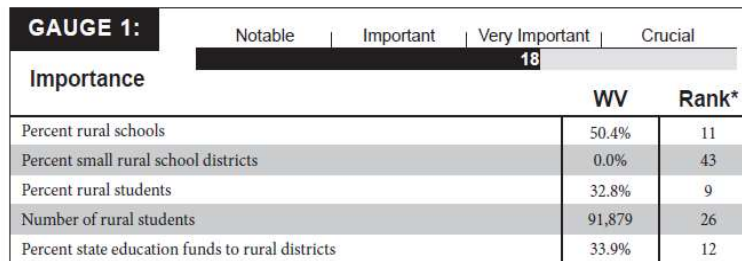 GAUGE 1:
Notable | Important | Very Important | Crucial
18
Importance
WV Rank*
Percent rural schools 50.4% 11
Percent small rural school districts 0.0% 43
Percent rural students 32.8% 9
Number of rural students 91,879 26
Percent state education funds to rural districts 33.9% 12